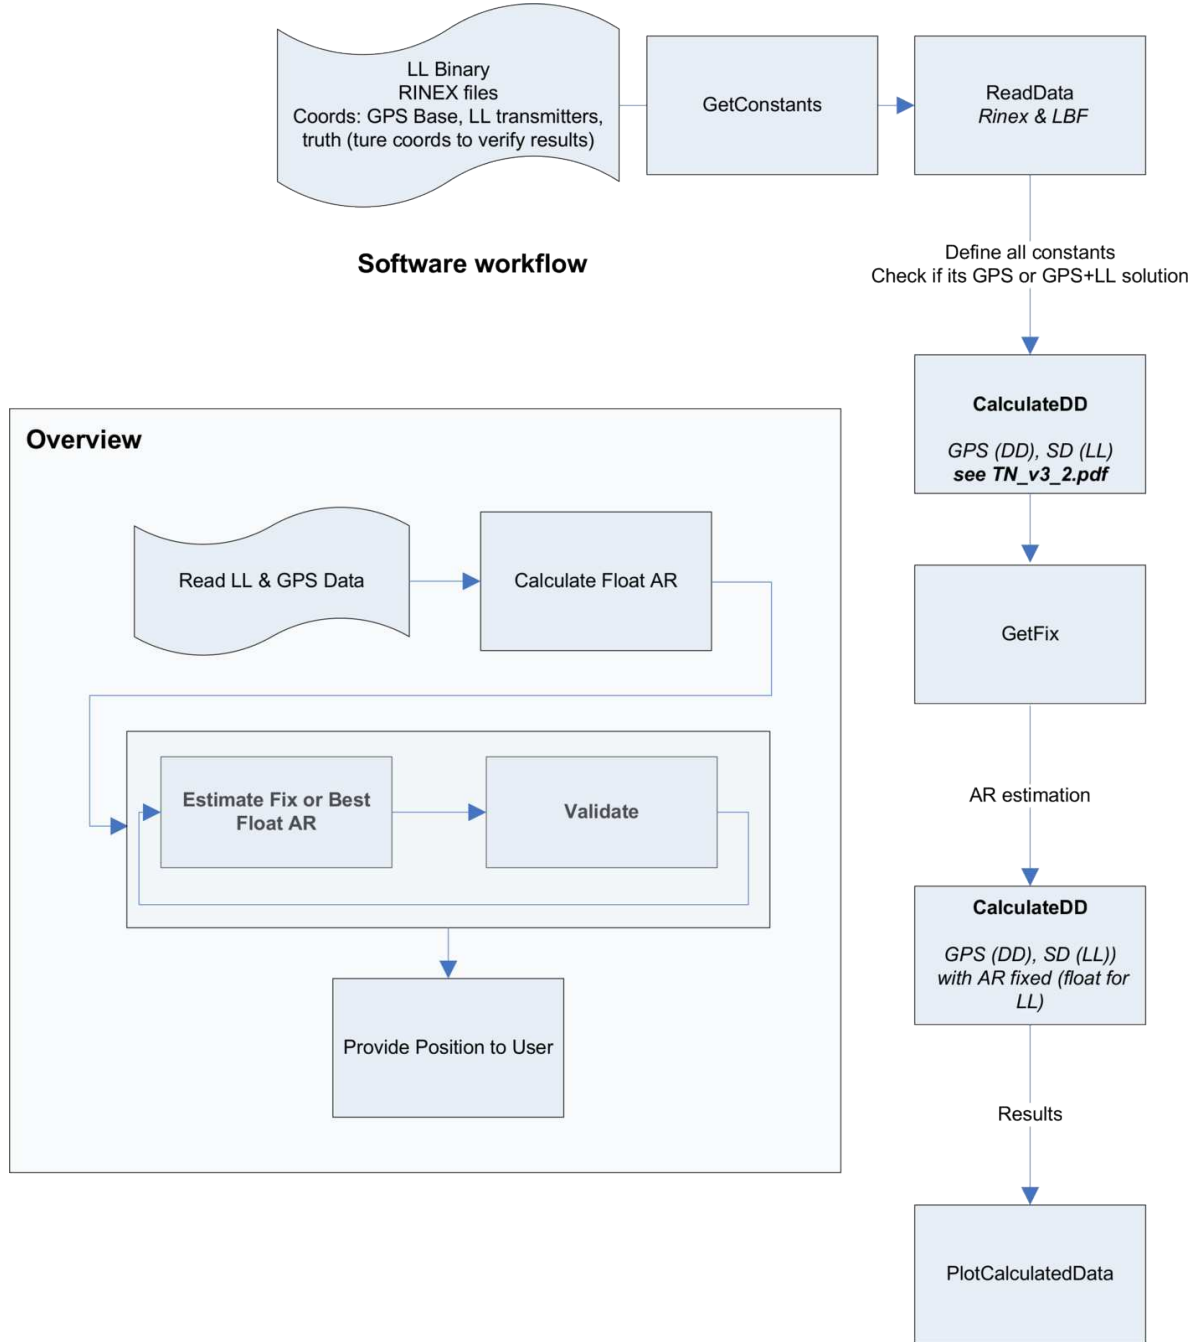 LL Binary
RINEX files
Coords: GPS Base, LL transmitters,
truth (ture coords to verify results)
GetConstants
ReadData
Rinex & LBF
Software workflow
Define all constants
Check if its GPS or GPS+LL solution
CalculateDD
GPS (DD), SD (LL)
see TN_v3_2.pdf
GetFix
AR estimation
CalculateDD
GPS (DD), SD (LL))
with AR fixed (float for
LL)
Results
PlotCalculatedData
Overview
Read LL & GPS Data
Calculate Float AR
Estimate Fix or Best
Float AR
Validate
Provide Position to User